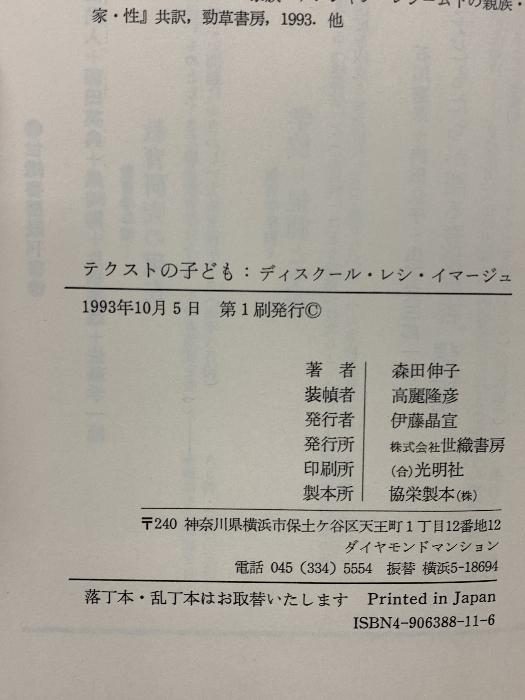 家・性』共訳，勁草書房，1993．他
テクストの子ども：ディスクール・レシ・イマージュ
1993年10月5日　第1刷発行©
著　者　森田伸子
装幀者　高麗隆彦
発行者　伊藤晶宣
発行所　株式会社世織書房
印刷所　(合)光明社
製本所　協栄製本(株)
〒240 神奈川県横浜市保土ケ谷区天王町1丁目12番地12
ダイヤモンドマンション
電話 045 (334) 5554　振替 横浜5-18694
落丁本・乱丁本はお取替いたします　Printed in Japan
ISBN4-906388-11-6